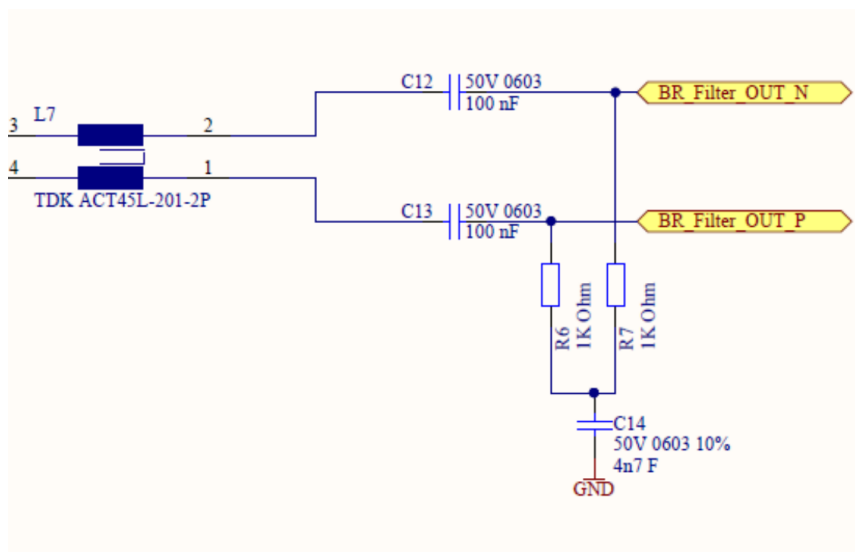 C12 50V 0603
100 nF
BR_Filter_OUT_N
L7
3 2
4 1
TDK ACT45L-201-2P
C13 50V 0603
100 nF
BR_Filter_OUT_P
R6
1K Ohm
R7
1K Ohm
C14
50V 0603 10%
4n7 F
GND